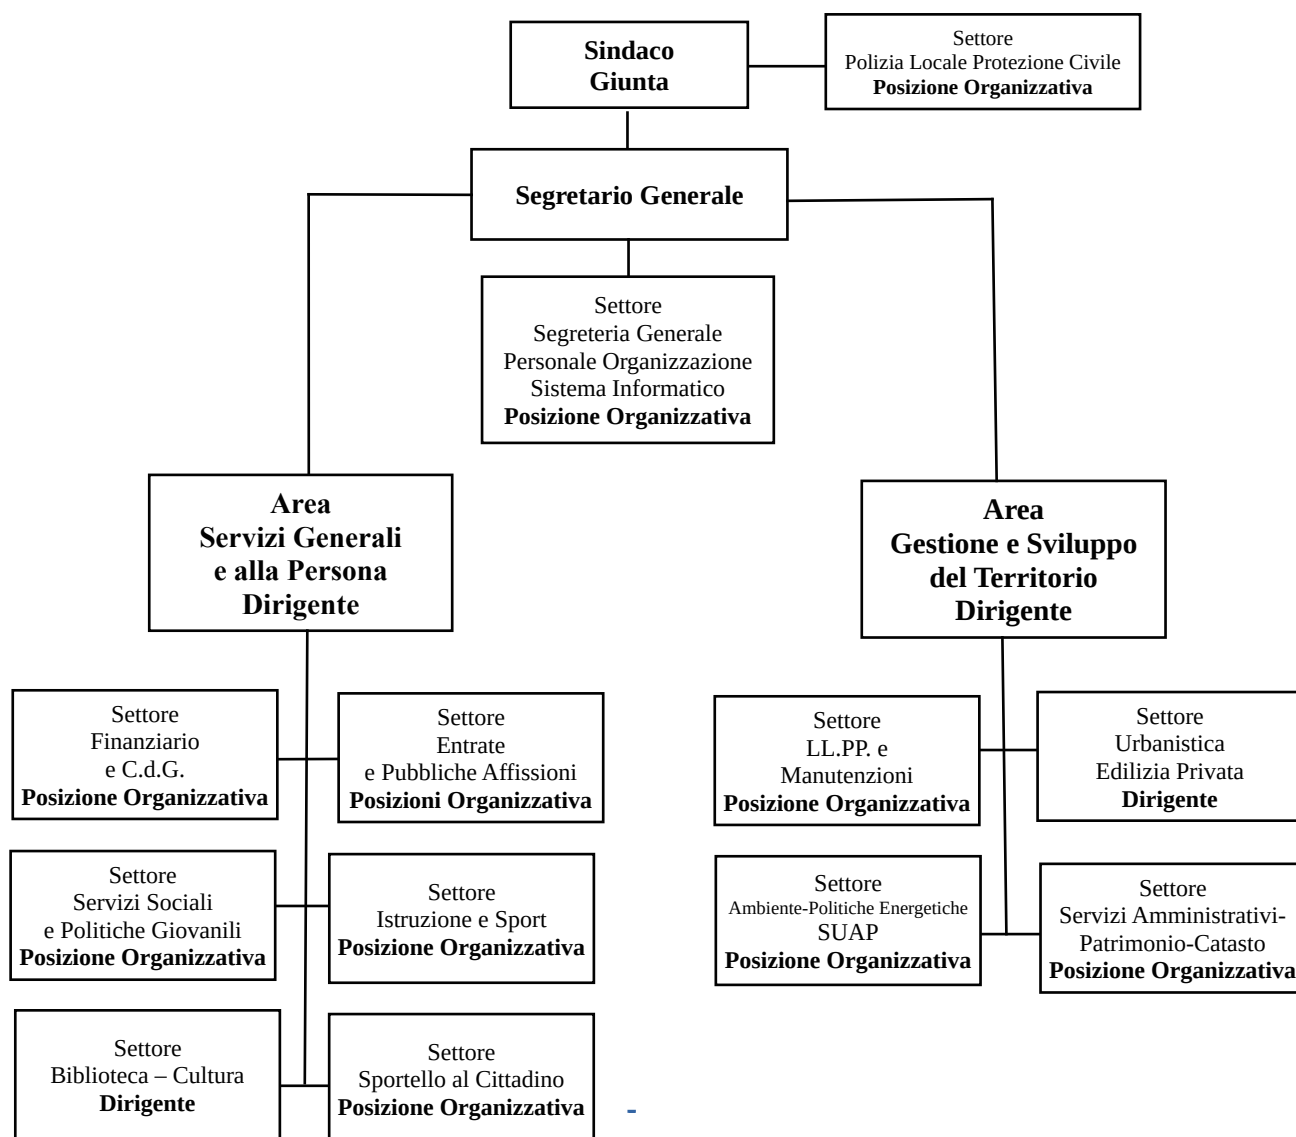 Sindaco
Giunta
Settore
Polizia Locale Protezione Civile
Posizione Organizzativa
Segretario Generale
Settore
Segreteria Generale
Personale Organizzazione
Sistema Informatico
Posizione Organizzativa
Area
Servizi Generali
e alla Persona
Dirigente
Area
Gestione e Sviluppo
del Territorio
Dirigente
Settore
Finanziario
e C.d.G.
Posizione Organizzativa
Settore
Entrate
e Pubbliche Affissioni
Posizioni Organizzativa
Settore
LL.PP. e
Manutenzioni
Posizione Organizzativa
Settore
Urbanistica
Edilizia Privata
Dirigente
Settore
Servizi Sociali
e Politiche Giovanili
Posizione Organizzativa
Settore
Istruzione e Sport
Posizione Organizzativa
Settore
Ambiente-Politiche Energetiche
SUAP
Posizione Organizzativa
Settore
Servizi Amministrativi-
Patrimonio-Catasto
Posizione Organizzativa
Settore
Biblioteca – Cultura
Dirigente
Settore
Sportello al Cittadino
Posizione Organizzativa
-